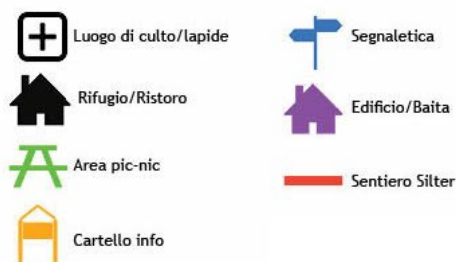 Luogo di culto/lapide
Rifugio/Ristoro
Area pic-nic
Cartello info
Segnaletica
Edificio/Baita
Sentiero Silter